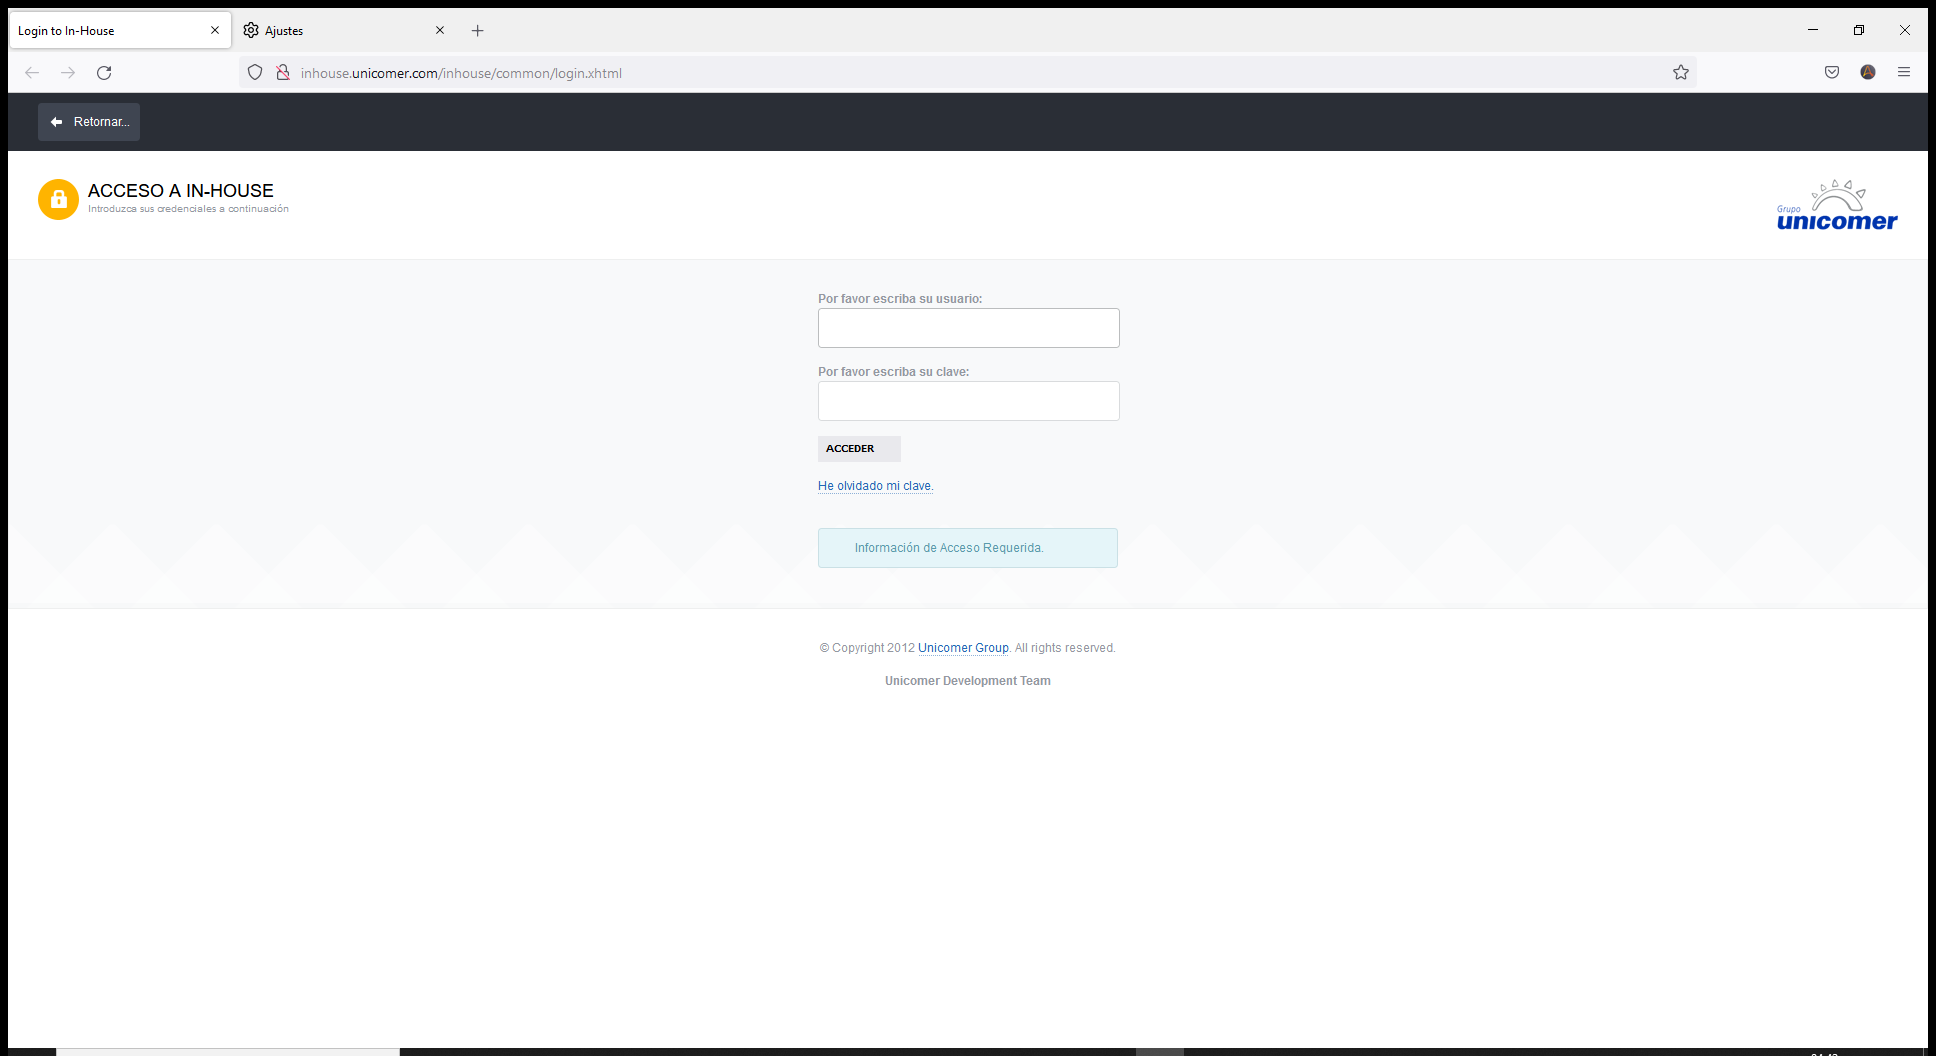 Login to In-House
Ajustes
inhouse.unicomer.com/inhouse/common/login.xhtml
Retornar...
ACCESO A IN-HOUSE
Introduzca sus credenciales a continuación
Grupo
unicomer
Por favor escriba su usuario:
Por favor escriba su clave:
ACCEDER
He olvidado mi clave.
Información de Acceso Requerida.
© Copyright 2012 Unicomer Group. All rights reserved.
Unicomer Development Team